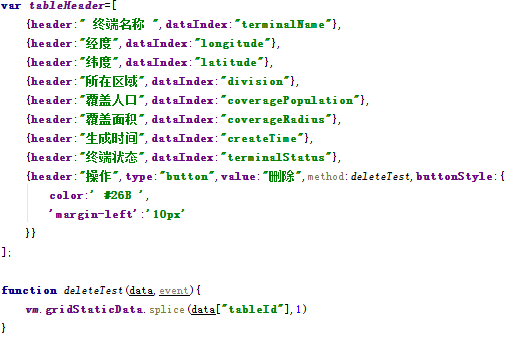 var tableHeader=[
{header:" 终端名称 ",dataIndex:"terminalName"},
{header:"经度",dataIndex:"longitude"},
{header:"纬度",dataIndex:"latitude"},
{header:"所在区域",dataIndex:"division"},
{header:"覆盖人口",dataIndex:"coveragePopulation"},
{header:"覆盖面积",dataIndex:"coverageRadius"},
{header:"生成时间",dataIndex:"createTime"},
{header:"终端状态",dataIndex:"terminalStatus"},
{header:"操作",type:"button",value:"删除",method:deleteTest,buttonStyle:{
color:' #26B ',
'margin-left':'10px'
}}
];
function deleteTest(data,event){
vm.gridStaticData.splice(data["tableId"],1)
}